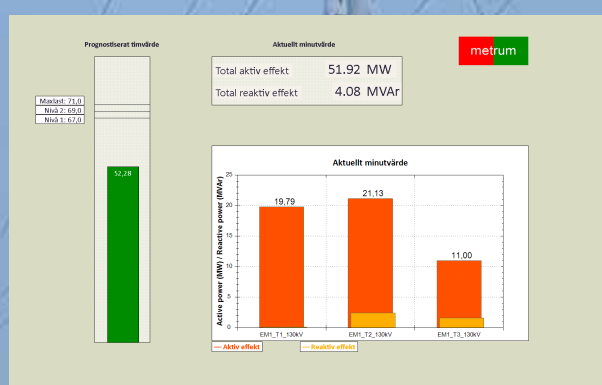 Prognostiserat timvärde
Aktuellt minutvärde
metrum
Total aktiv effekt 51.92 MW
Total reaktiv effekt 4.08 MVAr
Maxlast: 71,0
Nivå 2: 69,0
Nivå 1: 67,0
52,28
Aktuellt minutvärde
Active power (MW) / Reactive power (MVAr)
25
20
15
10
5
0
19,79
21,13
11,00
EM1_T1_130kV
EM1_T2_130kV
EM1_T3_130kV
Aktiv effekt
Reaktiv effekt